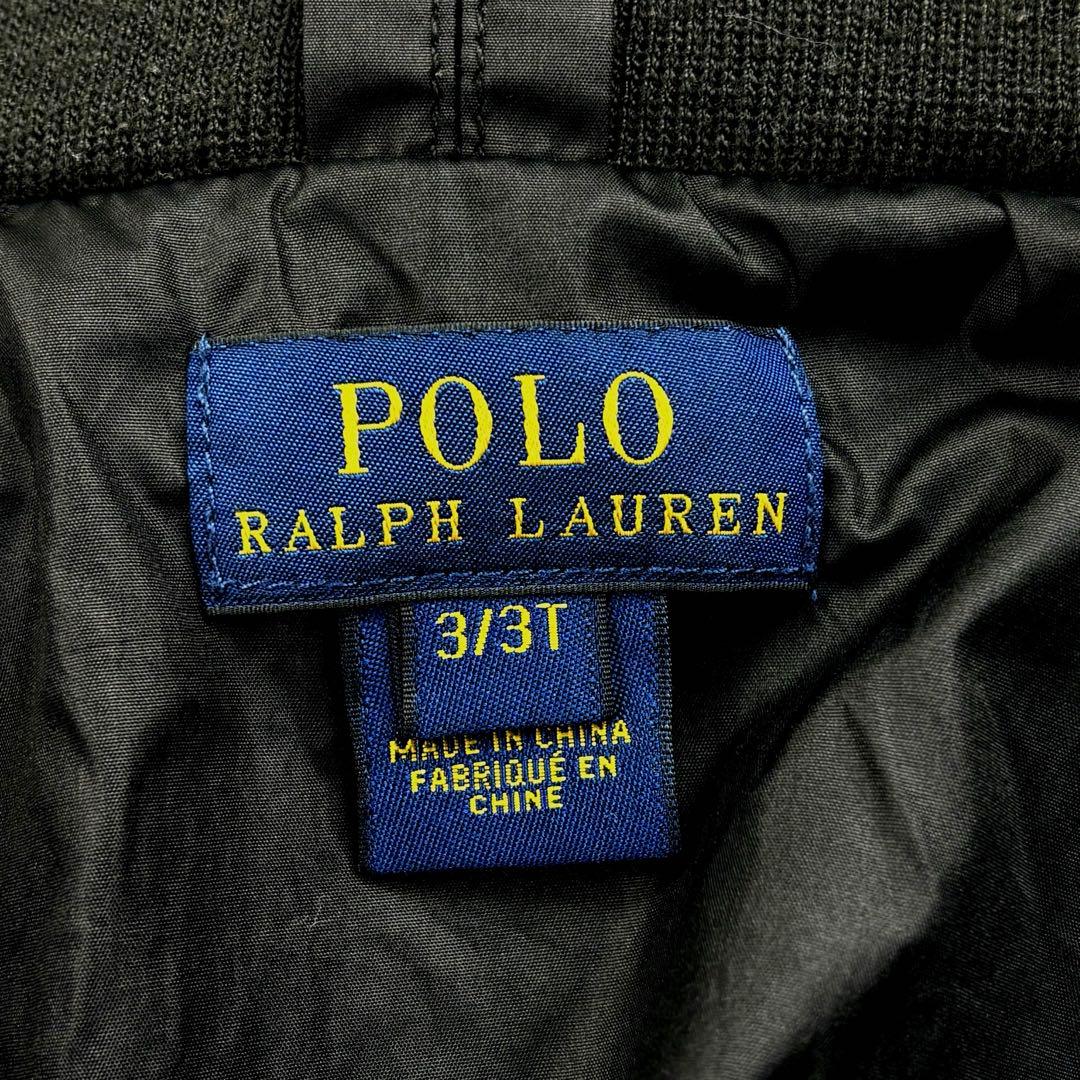 POLO
RALPH LAUREN
3/3T
MADE IN CHINA
FABRIQUÉ EN
CHINE